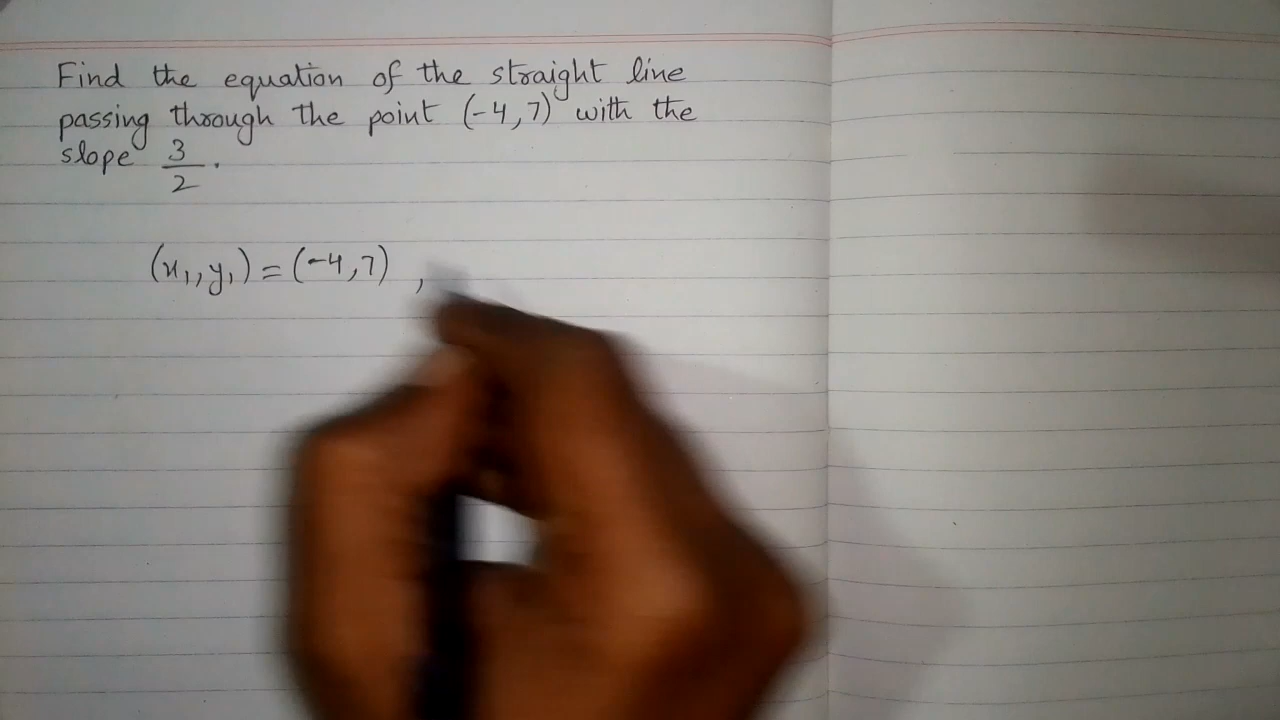 Find the equation of the straight line
passing through the point (-4,7) with the
slope 3/2.
(x₁,y₁) = (-4,7) ,